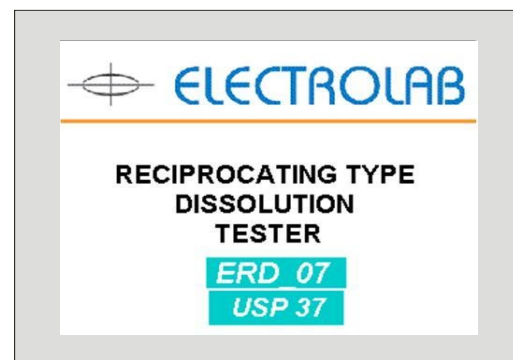 ELECTROLAB
RECIPROCATING TYPE
DISSOLUTION
TESTER
ERD_07
USP 37